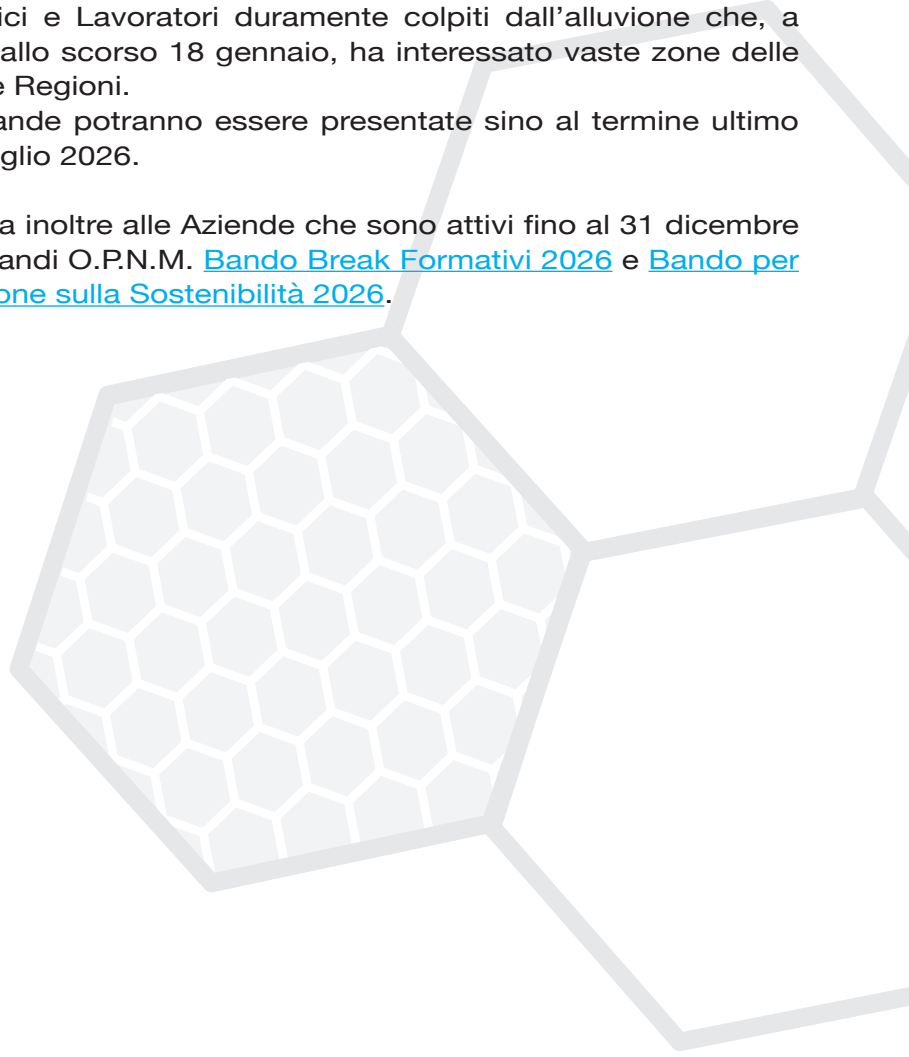 ici e Lavoratori duramente colpiti dall'alluvione che, a
allo scorso 18 gennaio, ha interessato vaste zone delle
e Regioni.
ande potranno essere presentate sino al termine ultimo
glio 2026.
a inoltre alle Aziende che sono attivi fino al 31 dicembre
andi O.P.N.M. Bando Break Formativi 2026 e Bando per
one sulla Sostenibilità 2026.